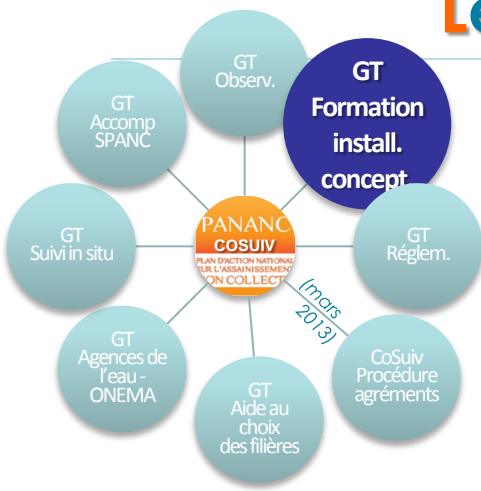 GT
Observ.
GT
Formation
install.
concept
GT
Accomp
SPANC
GT
Suivi in situ
PANANC
COSUIV
PLAN D'ACTION NATIONAL
SUR L'ASSAINISSEMENT
NON COLLECTIF
GT
Réglem.
(mars
2013)
GT
Agences de
l'eau -
ONEMA
GT
Aide au
choix
des filières
CoSuiv
Procédure
agréments